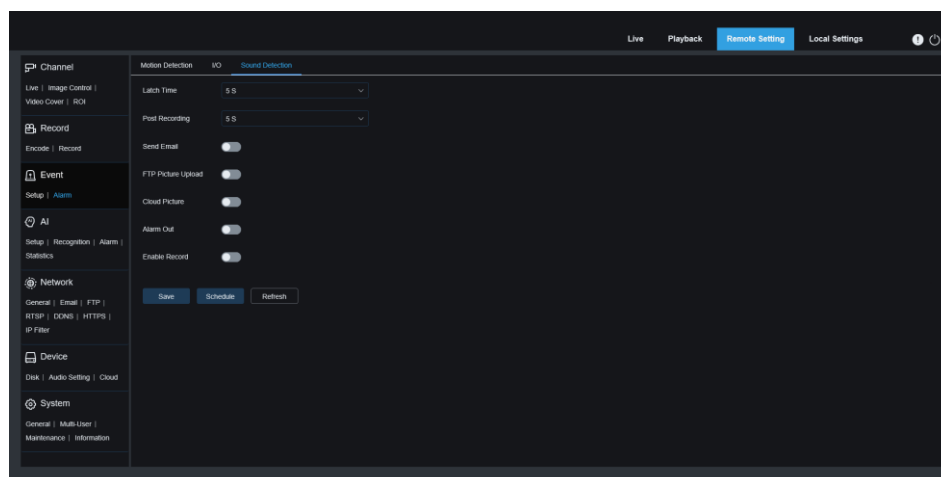 Live Playback Remote Setting Local Settings
Channel
Live | Image Control |
Video Cover | ROI
Record
Encode | Record
Event
Setup | Alarm
AI
Setup | Recognition | Alarm |
Statistics
Network
General | Email | FTP |
RTSP | DDNS | HTTPS |
IP Filter
Device
Disk | Audio Setting | Cloud
System
General | Multi-User |
Maintenance | Information
Motion Detection I/O Sound Detection
Latch Time 5 S
Post Recording 5 S
Send Email
FTP Picture Upload
Cloud Picture
Alarm Out
Enable Record
Save Schedule Refresh